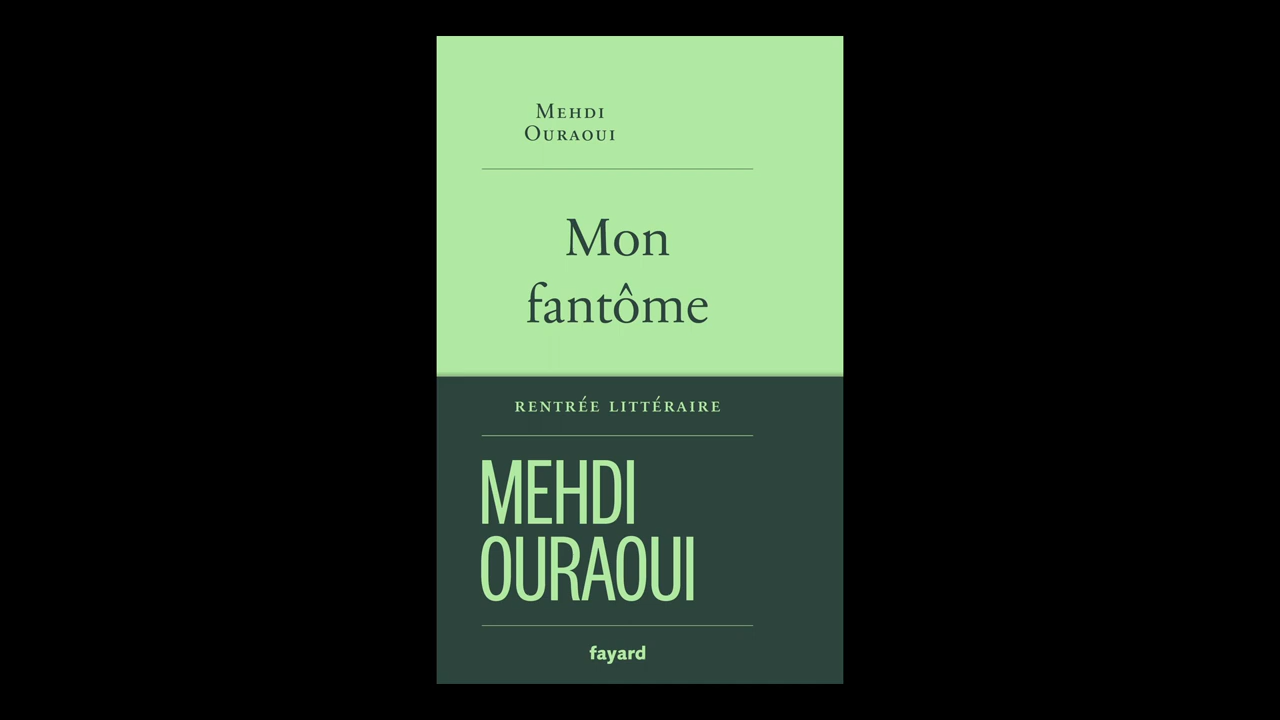 Mehdi
Ouraoui
Mon
fantôme
RENTRÉE LITTÉRAIRE
MEHDI
OURAOUI
fayard